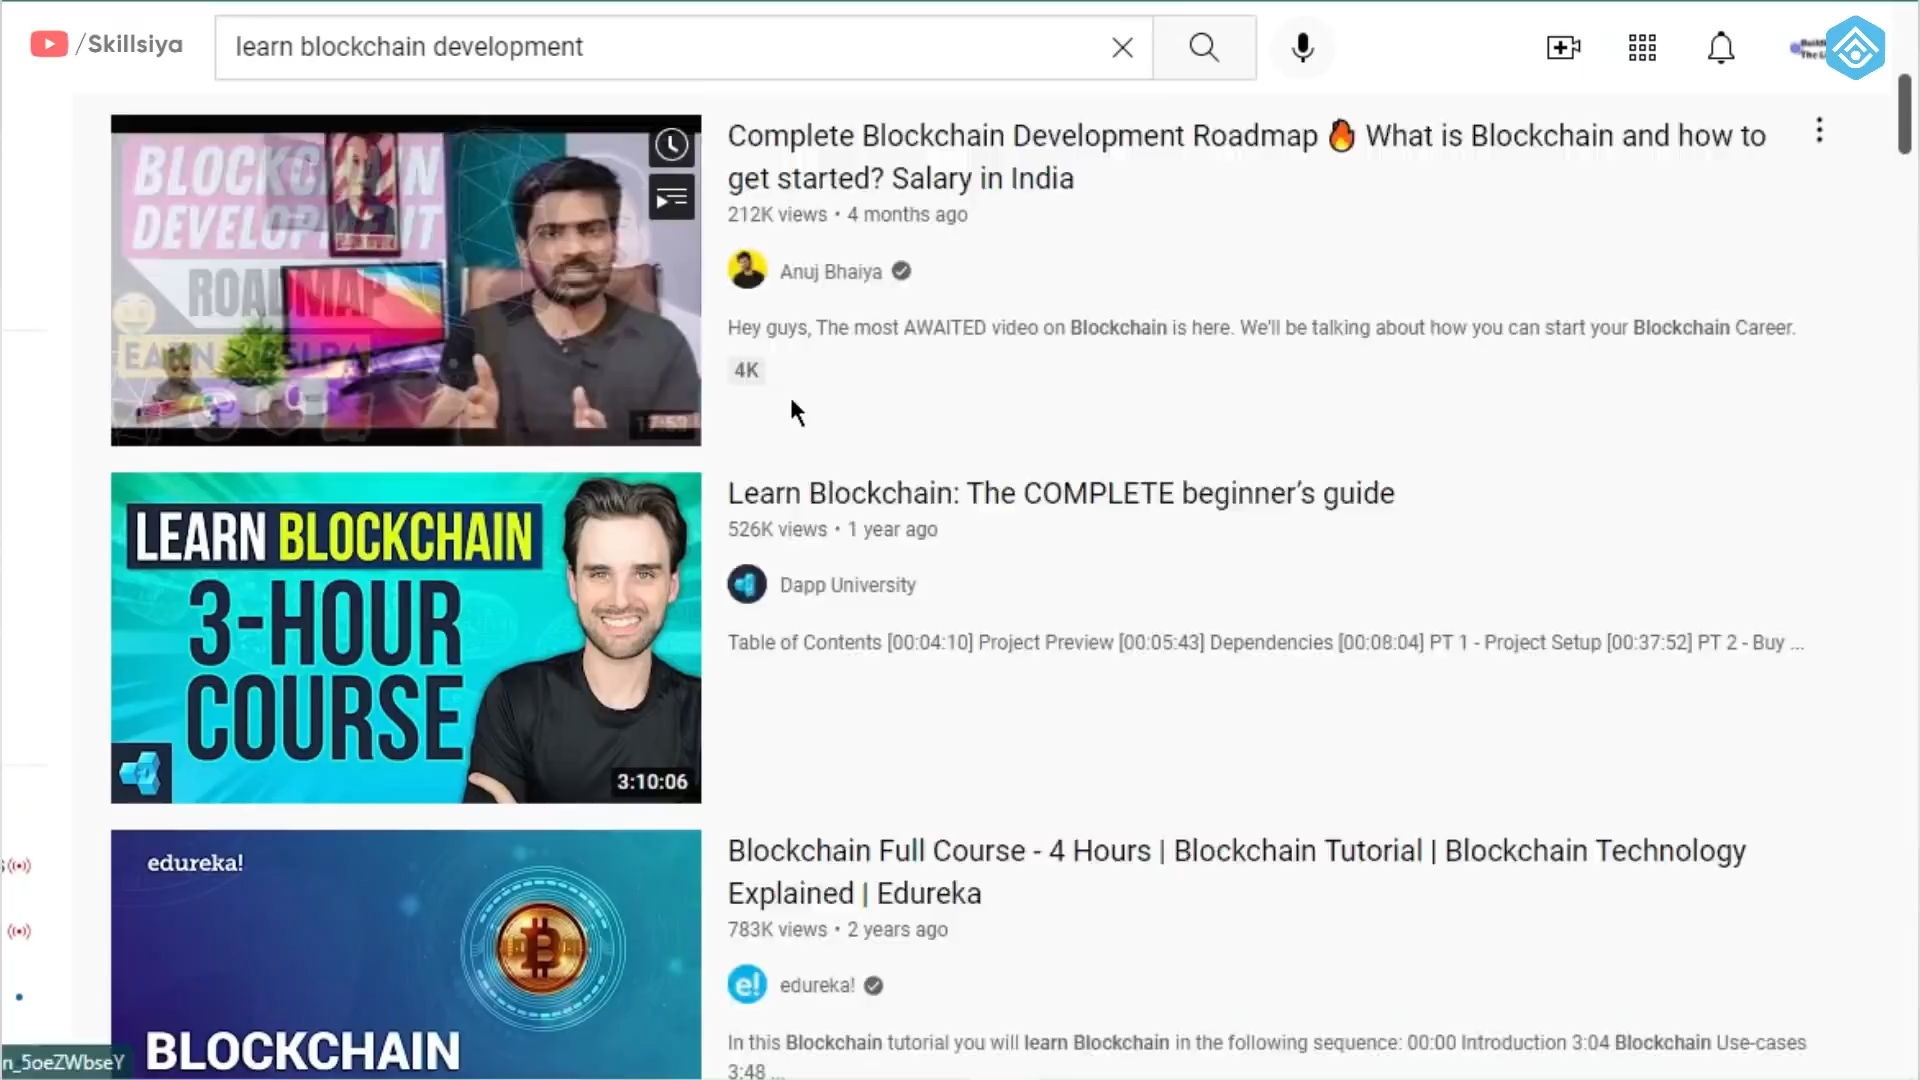 /Skillsiya
learn blockchain development
BLOCKCHAIN
DEVELOPMENT
ROADMAP
Complete Blockchain Development Roadmap 🔥 What is Blockchain and how to
get started? Salary in India
212K views • 4 months ago
Anuj Bhaiya
Hey guys, The most AWAITED video on Blockchain is here. We'll be talking about how you can start your Blockchain Career.
4K
LEARN BLOCKCHAIN
3-HOUR
COURSE
3:10:06
Learn Blockchain: The COMPLETE beginner’s guide
526K views • 1 year ago
Dapp University
Table of Contents [00:04:10] Project Preview [00:05:43] Dependencies [00:08:04] PT 1 - Project Setup [00:37:52] PT 2 - Buy ...
edureka!
BLOCKCHAIN
Blockchain Full Course - 4 Hours | Blockchain Tutorial | Blockchain Technology
Explained | Edureka
783K views • 2 years ago
e! edureka!
In this Blockchain tutorial you will learn Blockchain in the following sequence: 00:00 Introduction 3:04 Blockchain Use-cases
3:48 ...
n_5oeZWbseY